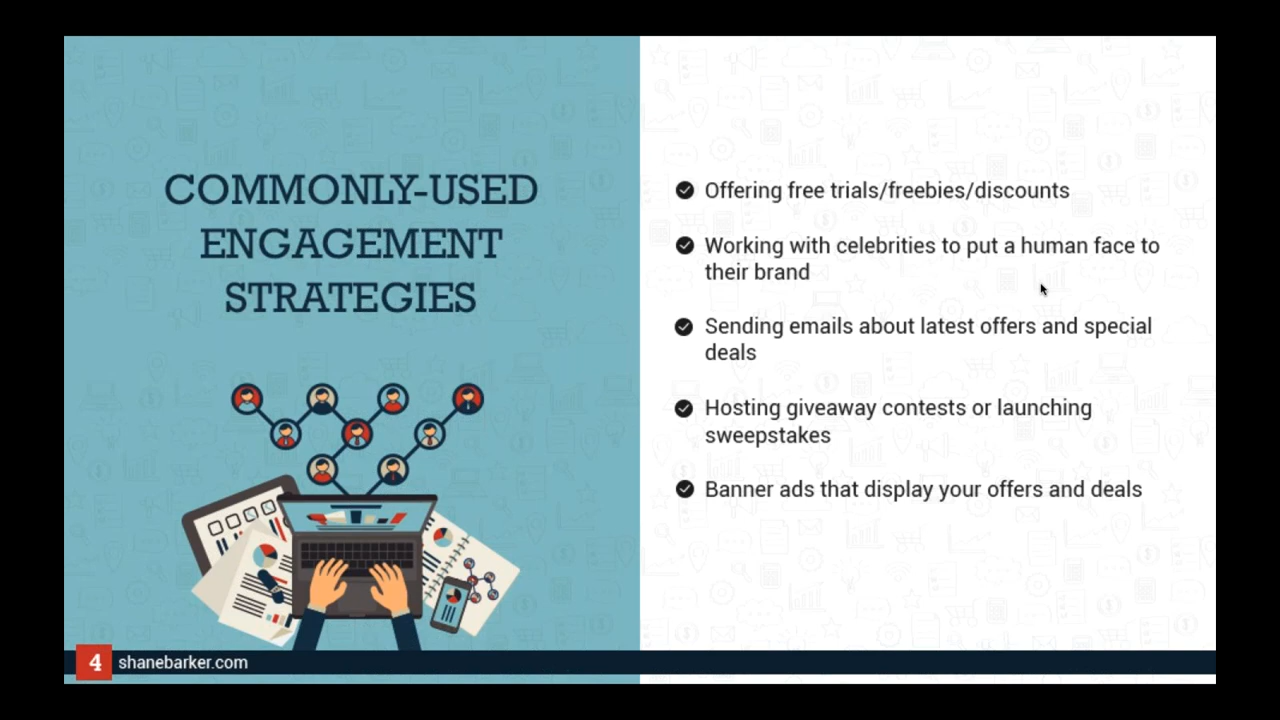 COMMONLY-USED
ENGAGEMENT
STRATEGIES
Offering free trials/freebies/discounts
Working with celebrities to put a human face to
their brand
Sending emails about latest offers and special
deals
Hosting giveaway contests or launching
sweepstakes
Banner ads that display your offers and deals
4 shanebarker.com